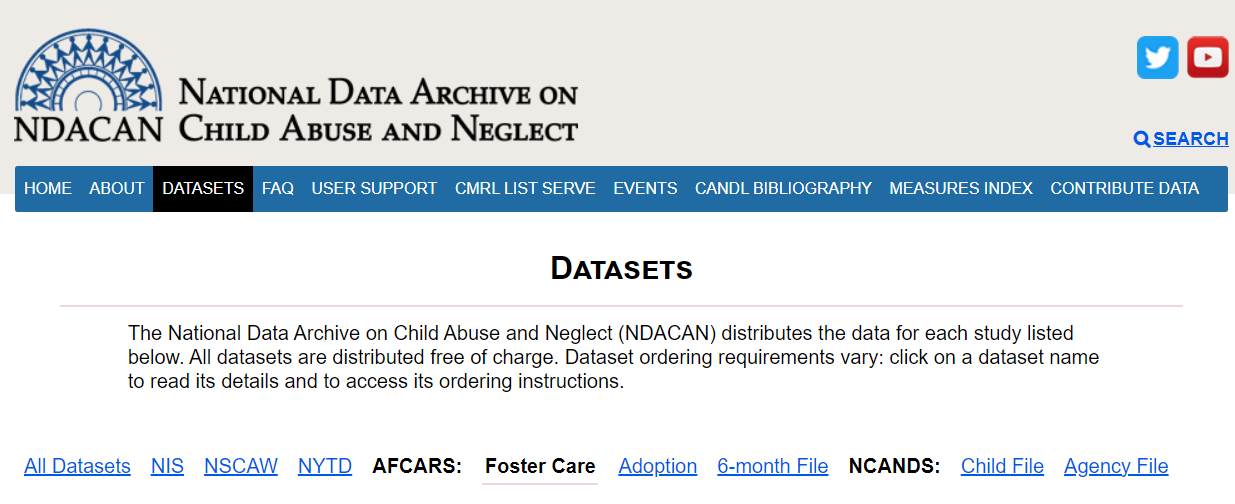 NDACAN
NATIONAL DATA ARCHIVE ON
CHILD ABUSE AND NEGLECT
SEARCH
HOME ABOUT DATASETS FAQ USER SUPPORT CMRL LIST SERVE EVENTS CANDL BIBLIOGRAPHY MEASURES INDEX CONTRIBUTE DATA
DATASETS
The National Data Archive on Child Abuse and Neglect (NDACAN) distributes the data for each study listed
below. All datasets are distributed free of charge. Dataset ordering requirements vary: click on a dataset name
to read its details and to access its ordering instructions.
All Datasets NIS NSCAW NYTD AFCARS: Foster Care Adoption 6-month File NCANDS: Child File Agency File